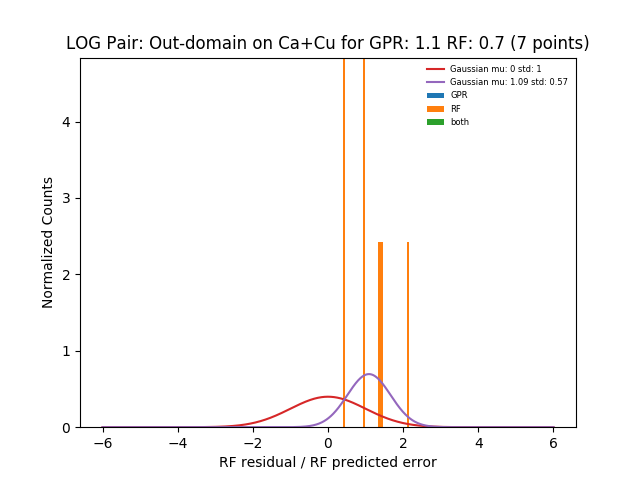 LOG Pair: Out-domain on Ca+Cu for GPR: 1.1 RF: 0.7 (7 points)
Gaussian mu: 0 std: 1
Gaussian mu: 1.09 std: 0.57
GPR
RF
both
Normalized Counts
4
3
2
1
0
−6 −4 −2 0 2 4 6
RF residual / RF predicted error